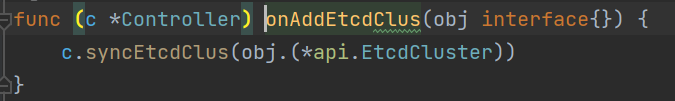 func (c *Controller) onAddEtcdClus(obj interface{}) {
    c.syncEtcdClus(obj.(*api.EtcdCluster))
}